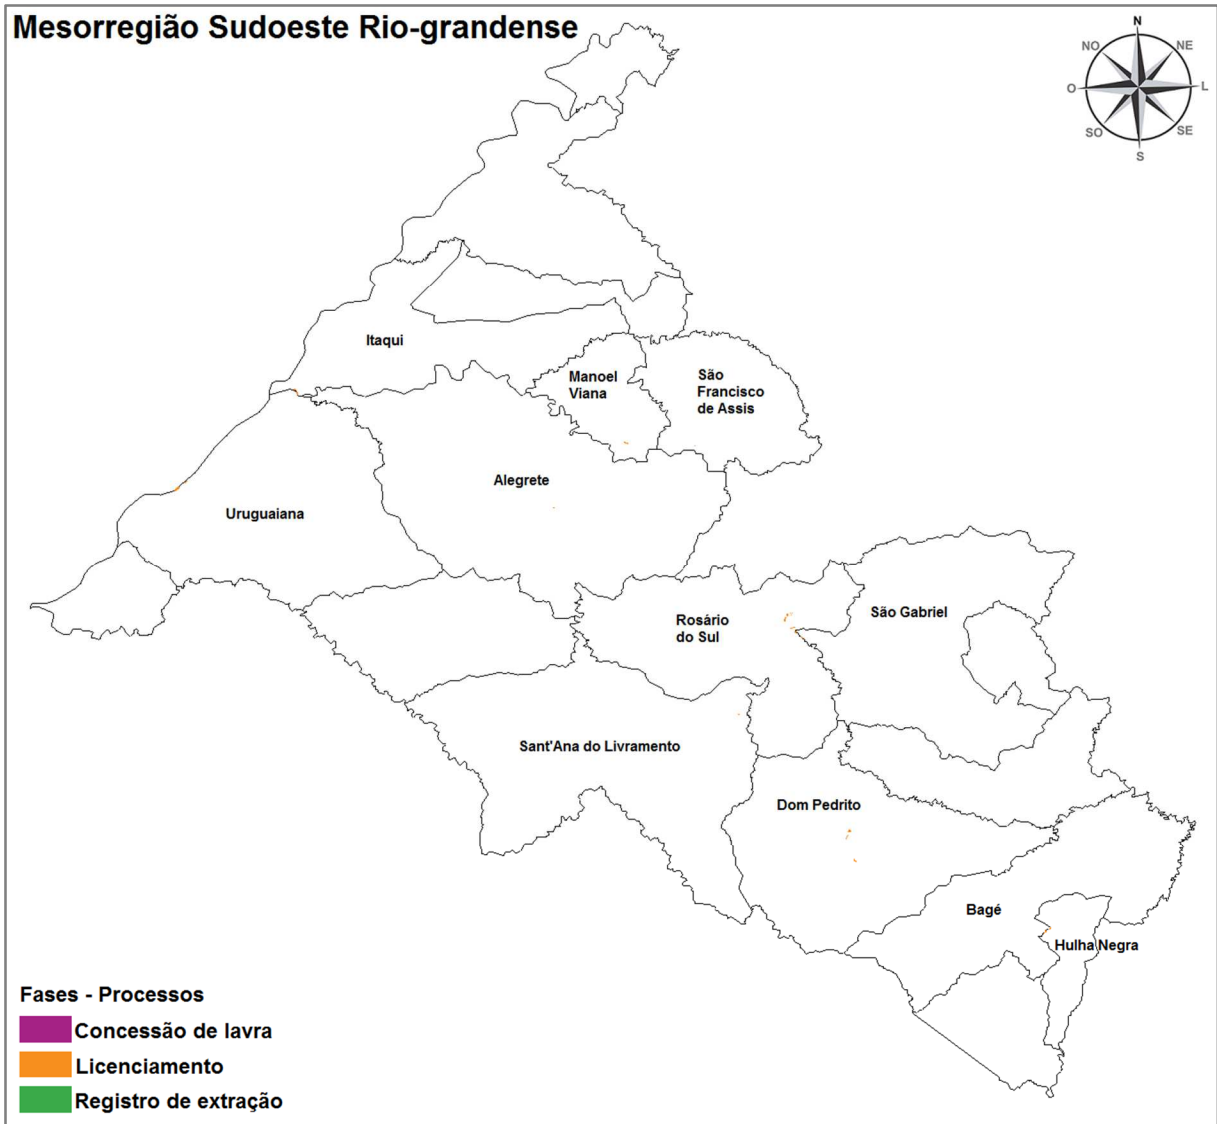 Mesorregião Sudoeste Rio-grandense
N
NO
NE
O
L
SO
SE
S
Itaqui
Manoel
Viana
São
Francisco
de Assis
Alegrete
Uruguaiana
Rosário
do Sul
São Gabriel
Sant'Ana do Livramento
Dom Pedrito
Bagé
Hulha Negra
Fases - Processos
Concessão de lavra
Licenciamento
Registro de extração